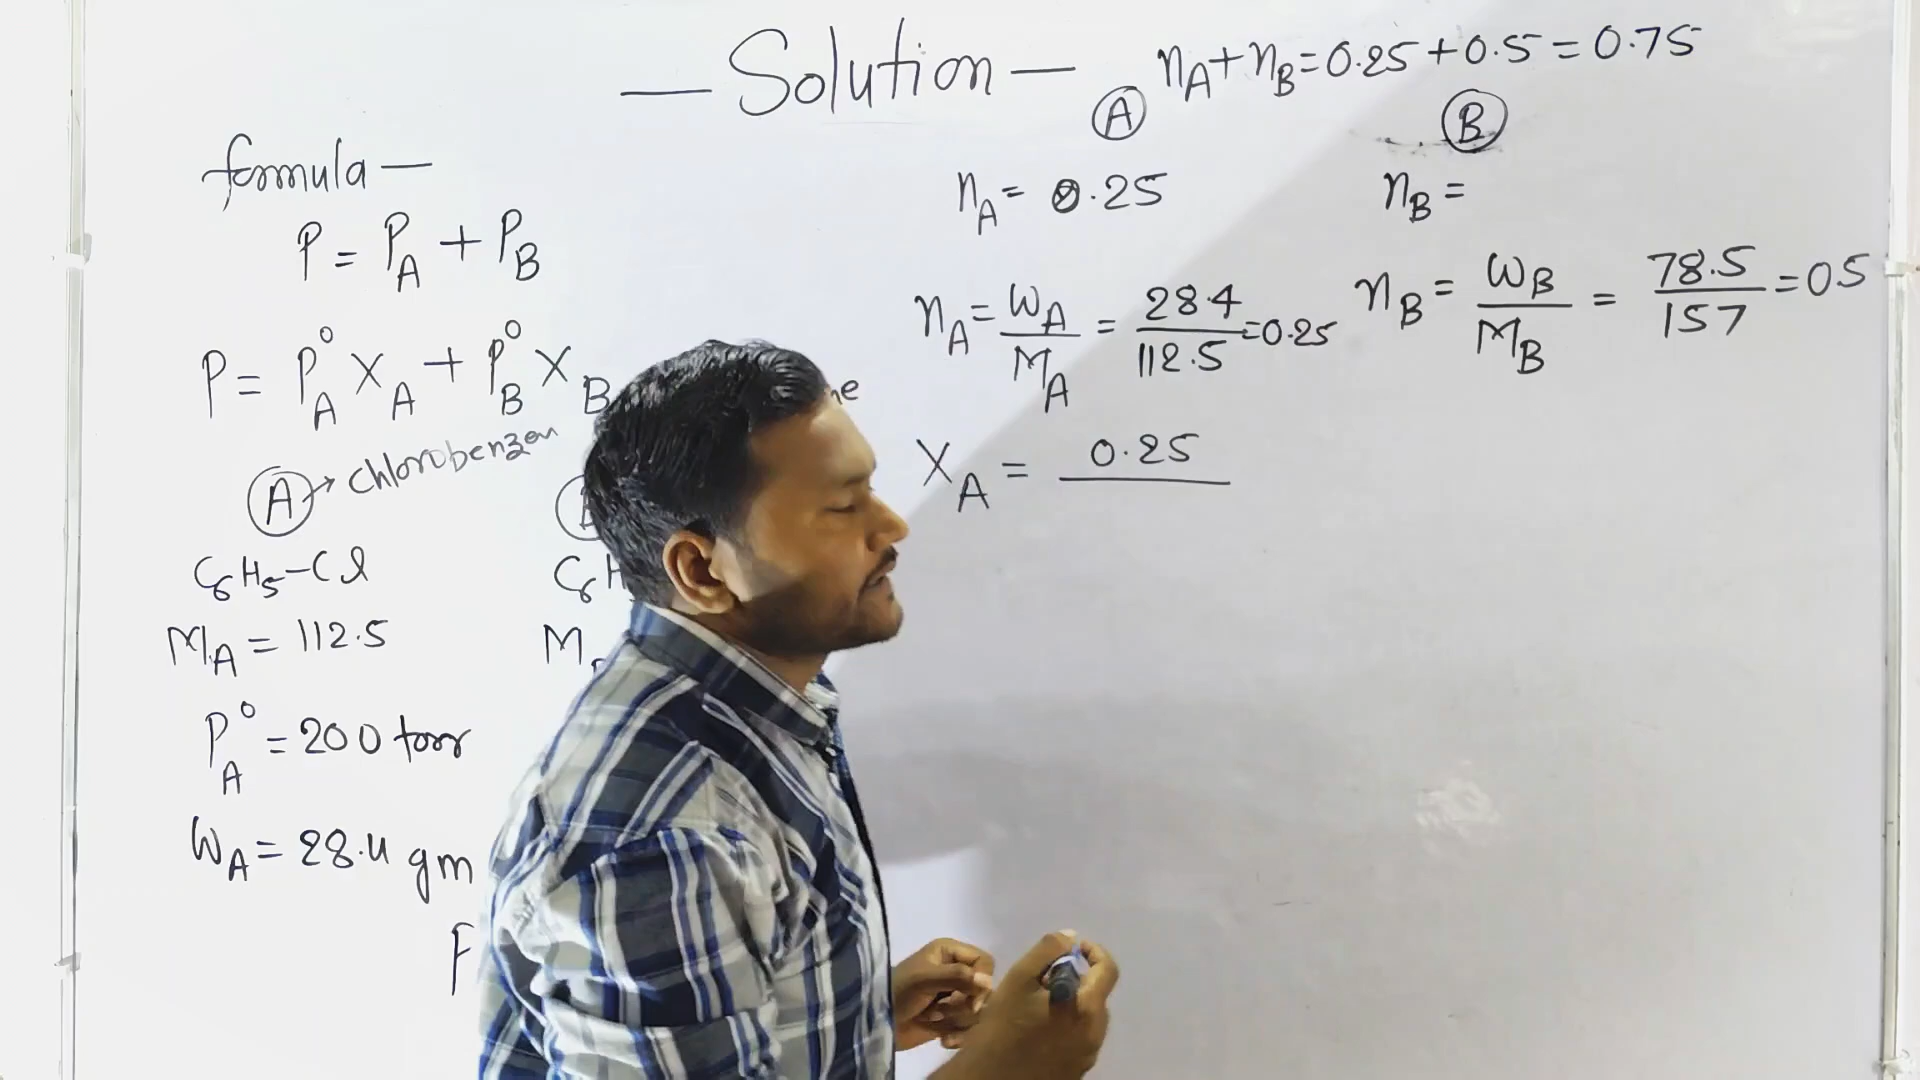 — Solution —
nA+nB=0.25+0.5=0.75
formula —
P = PA + PB
P = P°A XA + P°B XB
A → chlorobenzen
C6H5-Cl
MA = 112.5
P°A = 200 torr
WA = 28.4 gm
A
nA = 0.25
nA = WA/MA = 28.4/112.5 = 0.25
XA = 0.25
B
nB =
nB = WB/MB = 78.5/157 = 0.5